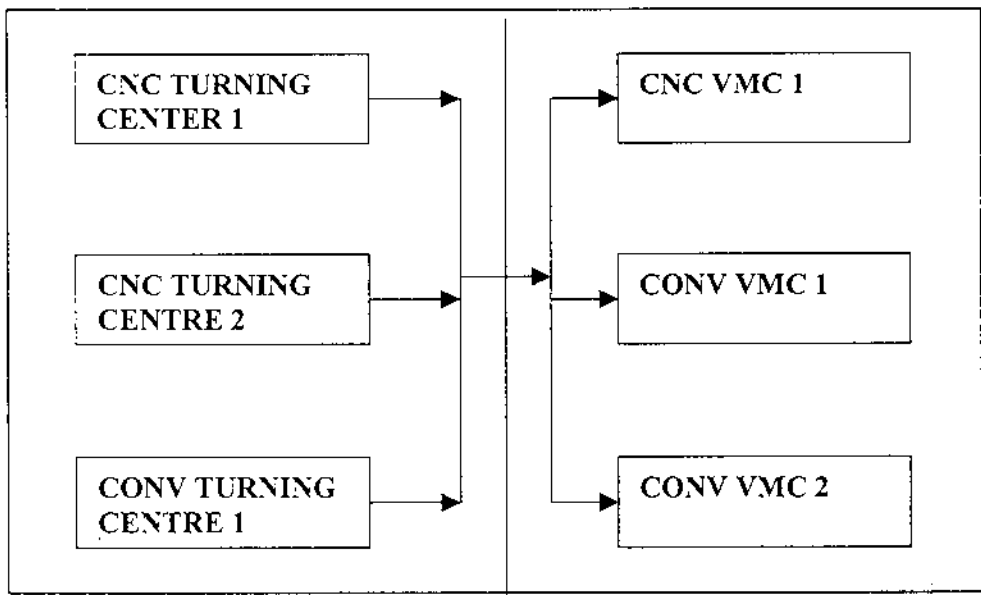 CNC TURNING
CENTER 1
CNC TURNING
CENTRE 2
CONV TURNING
CENTRE 1
CNC VMC 1
CONV VMC 1
CONV VMC 2